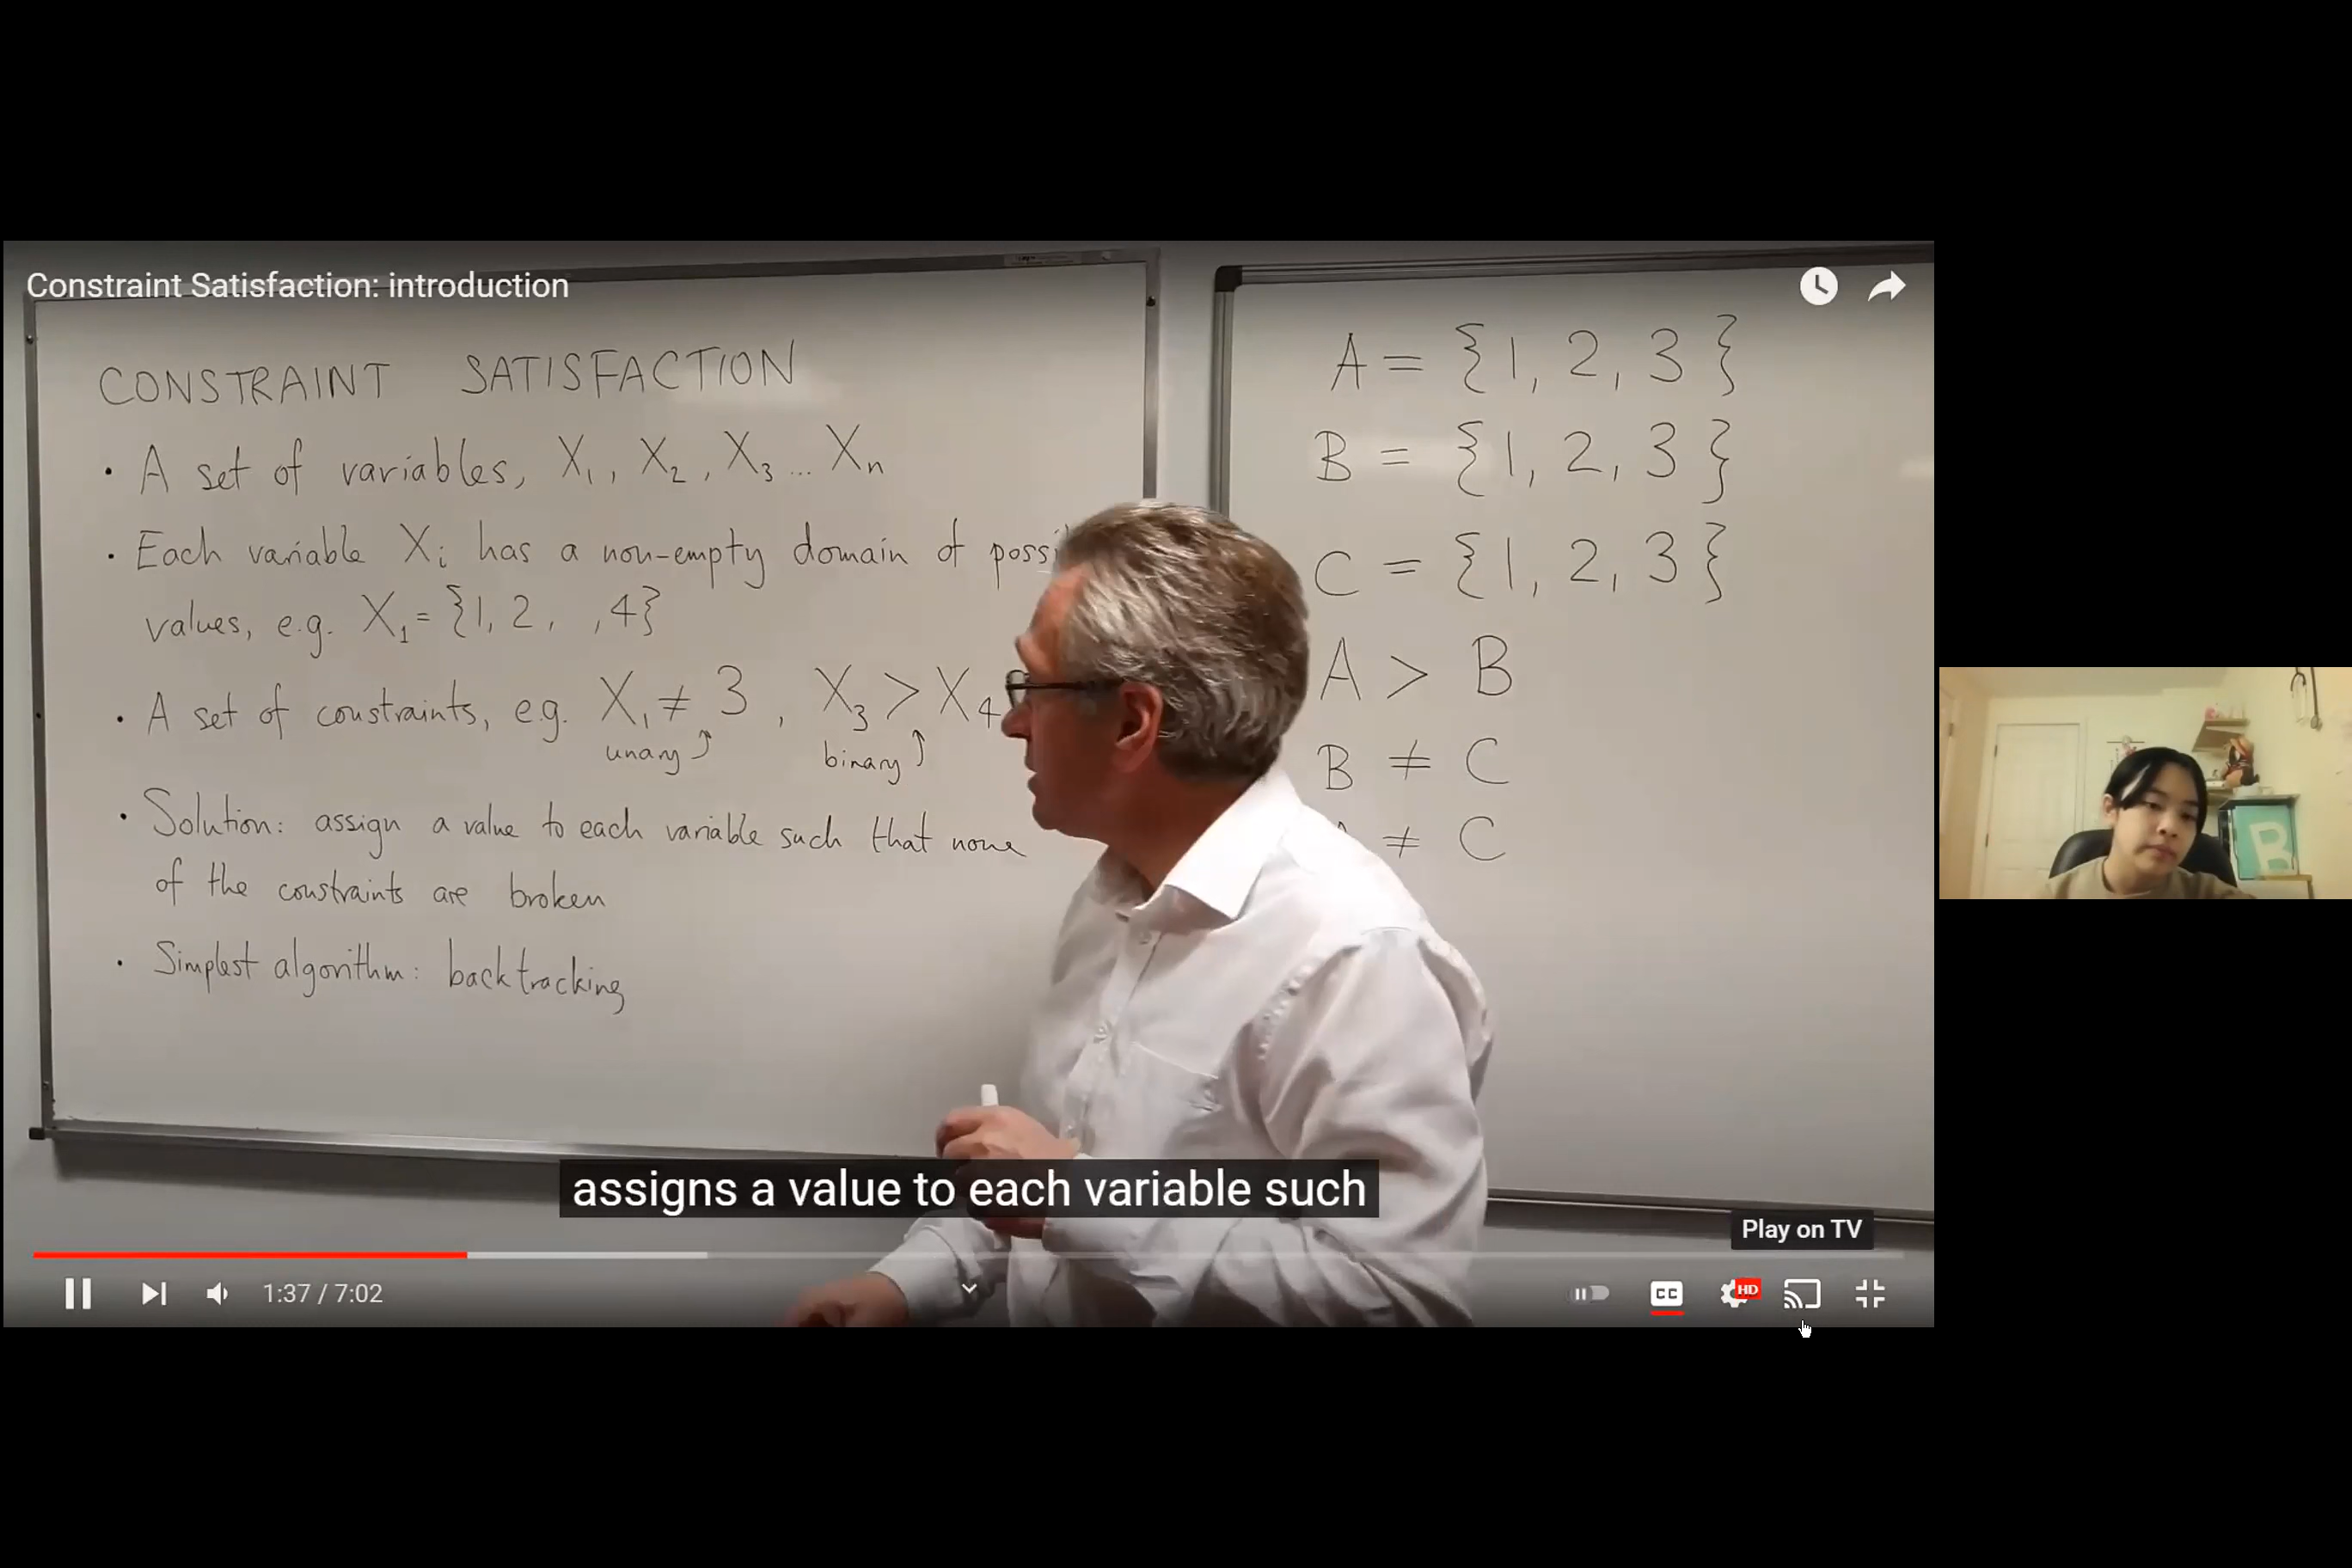 Constraint Satisfaction: introduction
CONSTRAINT SATISFACTION
• A set of variables, X₁, X₂, X₃ ... Xₙ
• Each variable Xᵢ has a non-empty domain of
values, e.g. X₁ = {1, 2, , 4}
• A set of constraints, e.g. X₁ ≠ 3, X₃ > X₄
unary binary
• Solution: assign a value to each variable such that none
of the constraints are broken
• Simplest algorithm: backtracking
A = {1, 2, 3}
B = {1, 2, 3}
C = {1, 2, 3}
A > B
B ≠ C
≠ C
B
assigns a value to each variable such
Play on TV
1:37 / 7:02
CC
HD